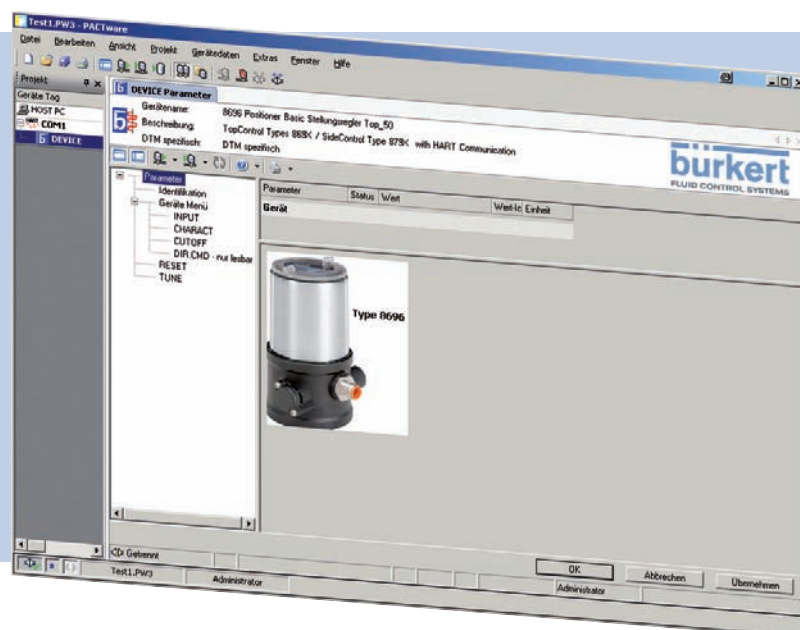 Test1.PW3 - PACTware
Datei Bearbeiten Ansicht Projekt Gerätedaten Extras Fenster Hilfe
Projekt
Geräte Tag
HOST PC
COM1
DEVICE
DEVICE Parameter
Gerätename: 8696 Positioner Basic Stellungsregler Top_50
Beschreibung: TopControl Types 869X / SideControl Type 879X with HART Communication
DTM spezifisch: DTM spezifisch
bürkert
FLUID CONTROL SYSTEMS
Parameter
Identifikation
Geräte Menü
INPUT
CHARACT
CUTOFF
DIR.CMD - nur lesbar
RESET
TUNE
Parameter Status Wert Wert-Ic Einheit
Gerät
Type 8696
Getrennt
OK Abbrechen Übernehmen
Test1.PW3 Administrator Administrator